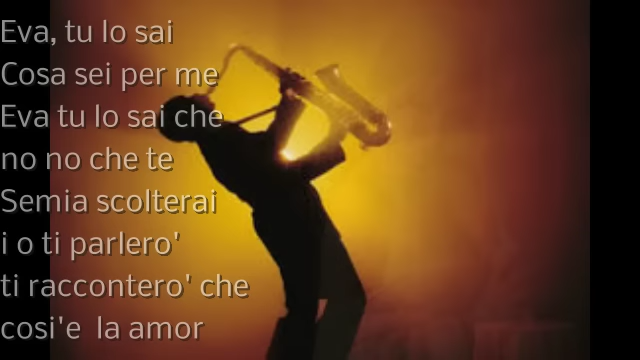 Eva, tu lo sai
Cosa sei per me
Eva tu lo sai che
no no che te
Semia scolterai
i o ti parlero'
ti raccontero' che
cosi'e  la amor